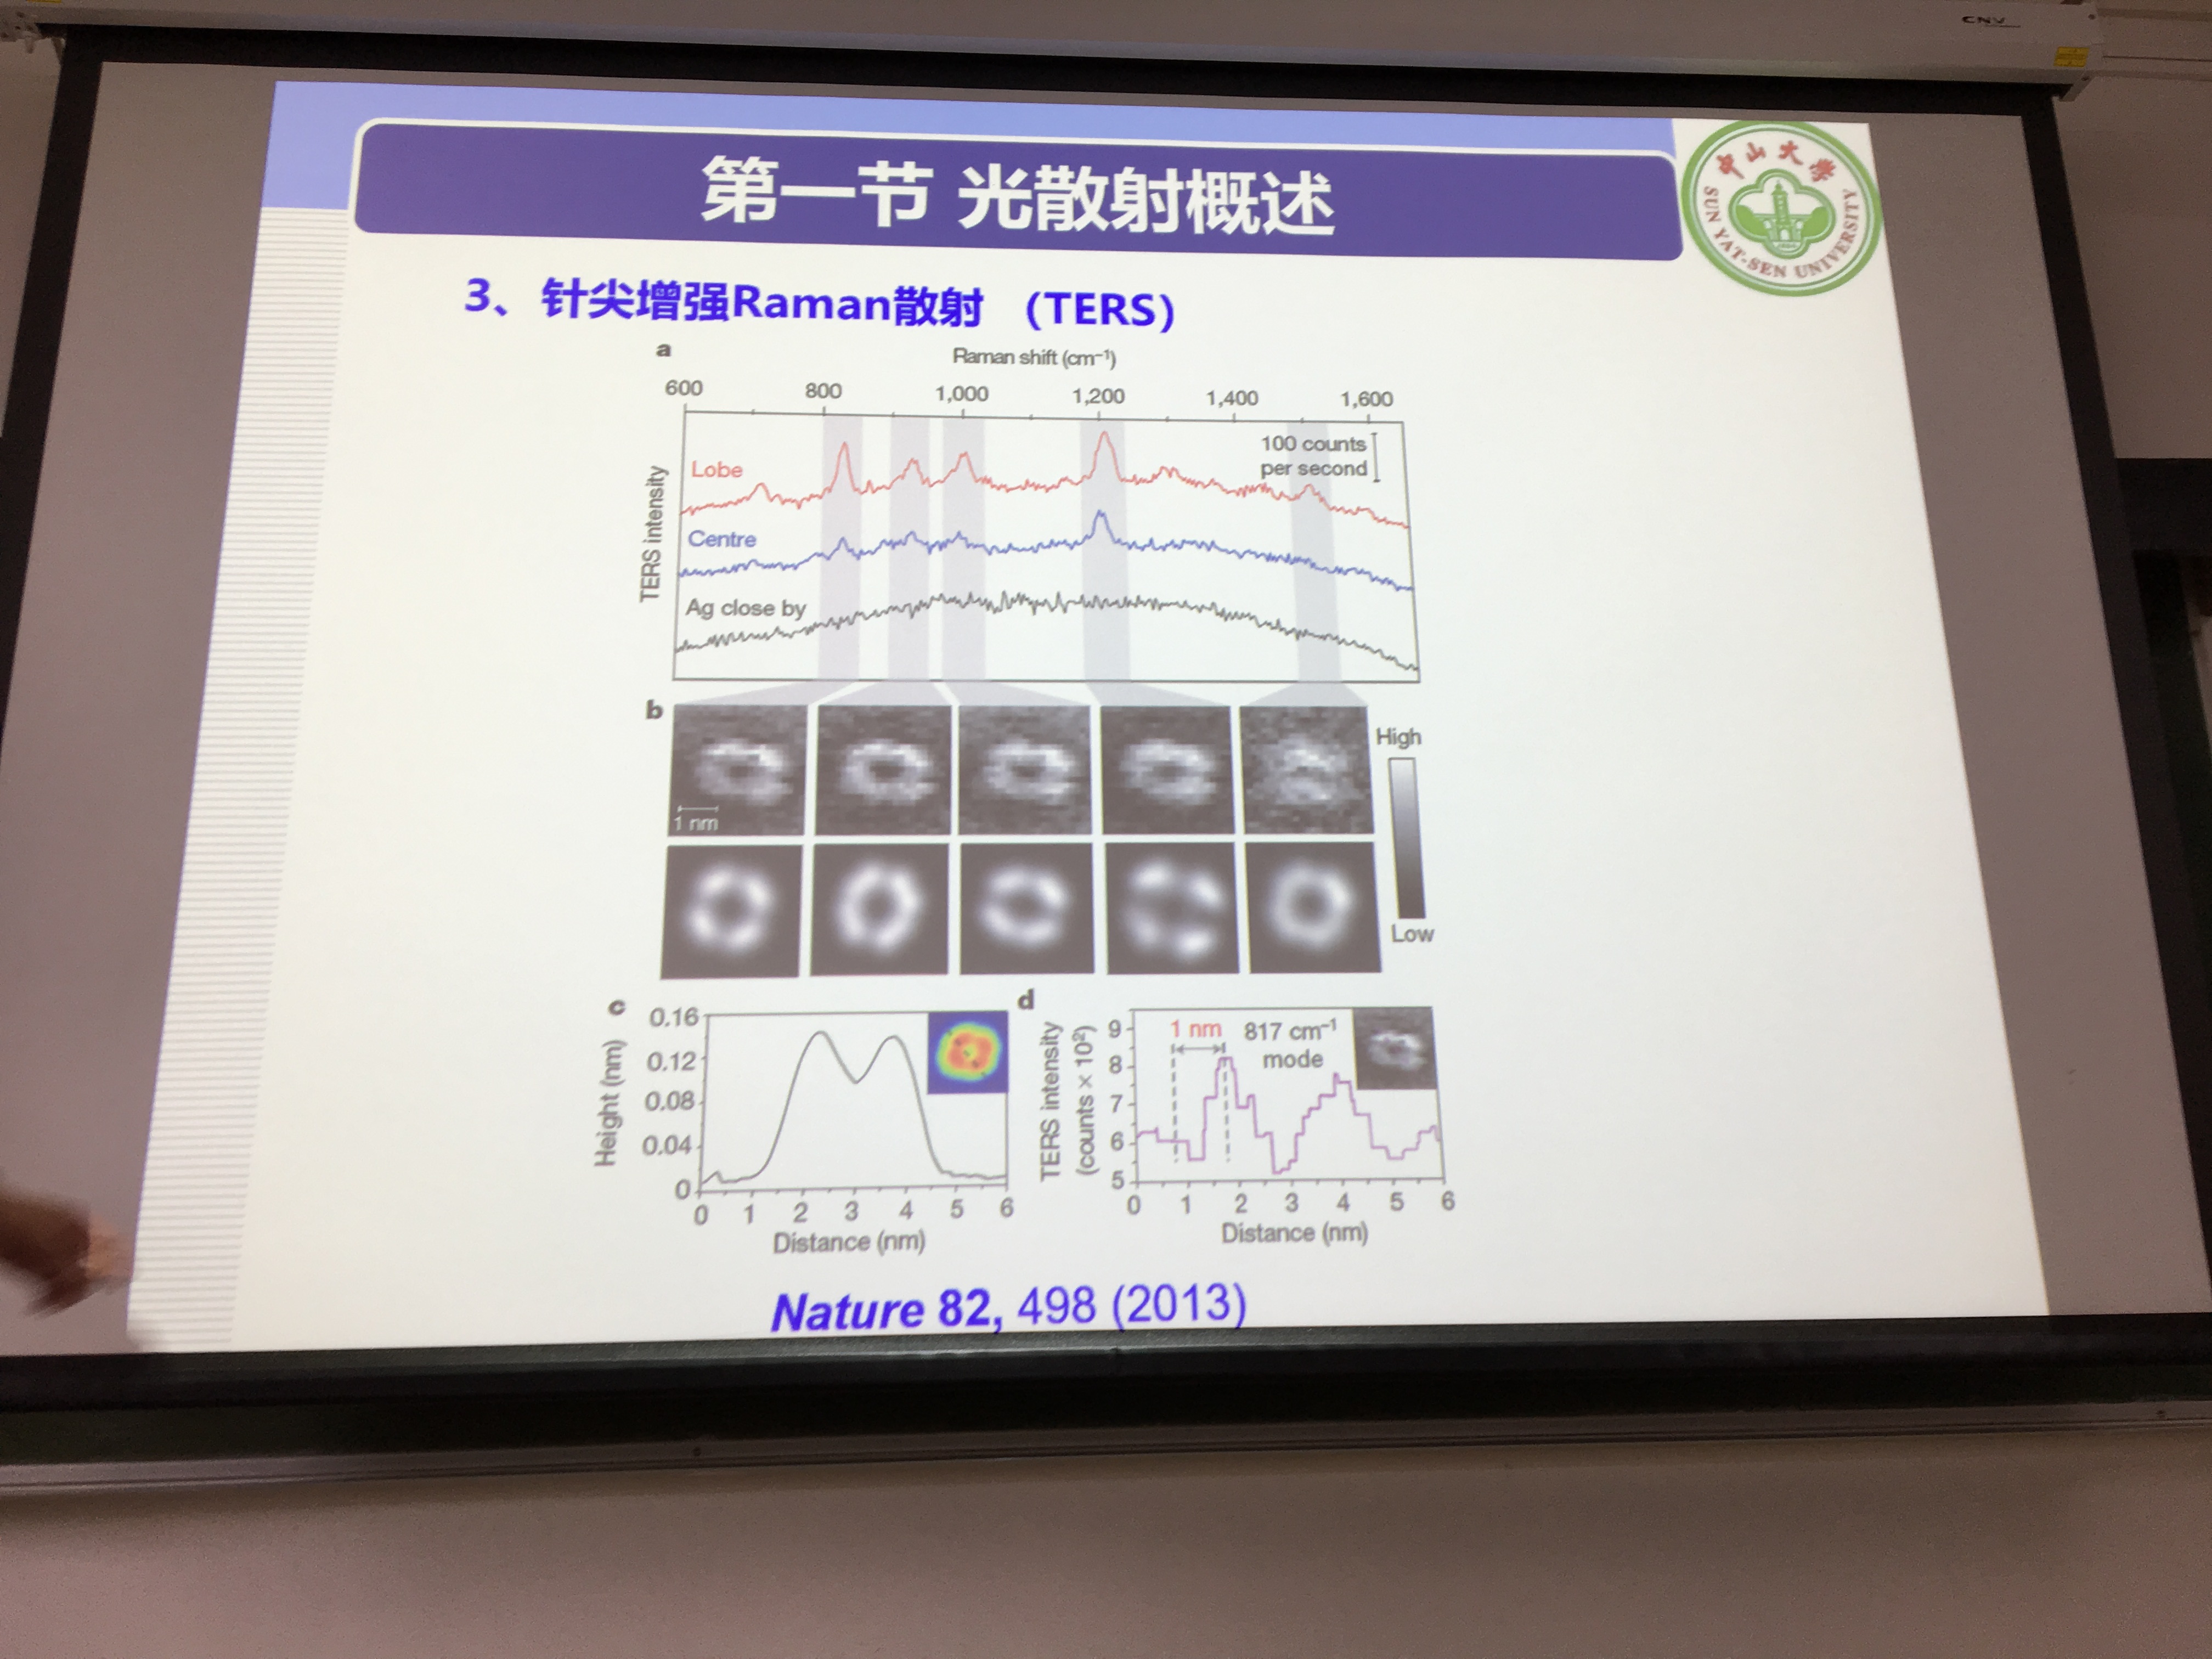 CNV
第一节 光散射概述
中山大学
SUN YAT-SEN UNIVERSITY
3、针尖增强Raman散射 （TERS）
a
Raman shift (cm⁻¹)
600 800 1,000 1,200 1,400 1,600
TERS intensity
Lobe
100 counts
per second
Centre
Ag close by
b
1 nm
High
Low
c
Height (nm)
0.16
0.12
0.08
0.04
0
0 1 2 3 4 5 6
Distance (nm)
d
TERS intensity
(counts × 10²)
9
8
7
6
5
1 nm
817 cm⁻¹
mode
0 1 2 3 4 5 6
Distance (nm)
Nature 82, 498 (2013)